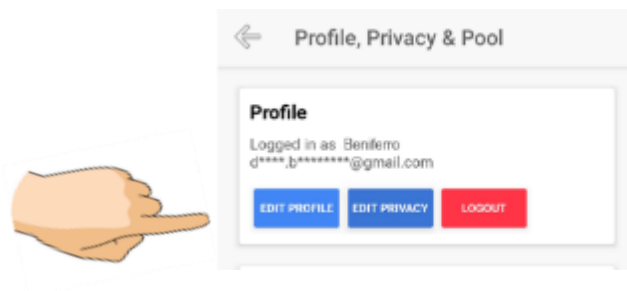 Profile, Privacy & Pool
Profile
Logged in as Beniferro
d****.b********@gmail.com
EDIT PROFILE EDIT PRIVACY LOGOUT